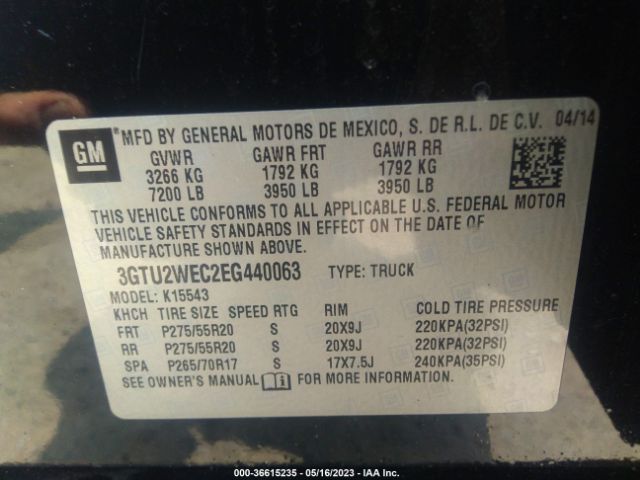 GM
MFD BY GENERAL MOTORS DE MEXICO, S. DE R.L. DE C.V. 04/14
GVWR GAWR FRT GAWR RR
3266 KG 1792 KG 1792 KG
7200 LB 3950 LB 3950 LB
THIS VEHICLE CONFORMS TO ALL APPLICABLE U.S. FEDERAL MOTOR
VEHICLE SAFETY STANDARDS IN EFFECT ON THE DATE OF
MANUFACTURE SHOWN ABOVE.
3GTU2WEC2EG440063 TYPE: TRUCK
MODEL: K15543
KHCH TIRE SIZE SPEED RTG RIM COLD TIRE PRESSURE
FRT P275/55R20 S 20X9J 220KPA(32PSI)
RR P275/55R20 S 20X9J 220KPA(32PSI)
SPA P265/70R17 S 17X7.5J 240KPA(35PSI)
SEE OWNER'S MANUAL FOR MORE INFORMATION.
000-36615235 - 05/16/2023 - IAA Inc.